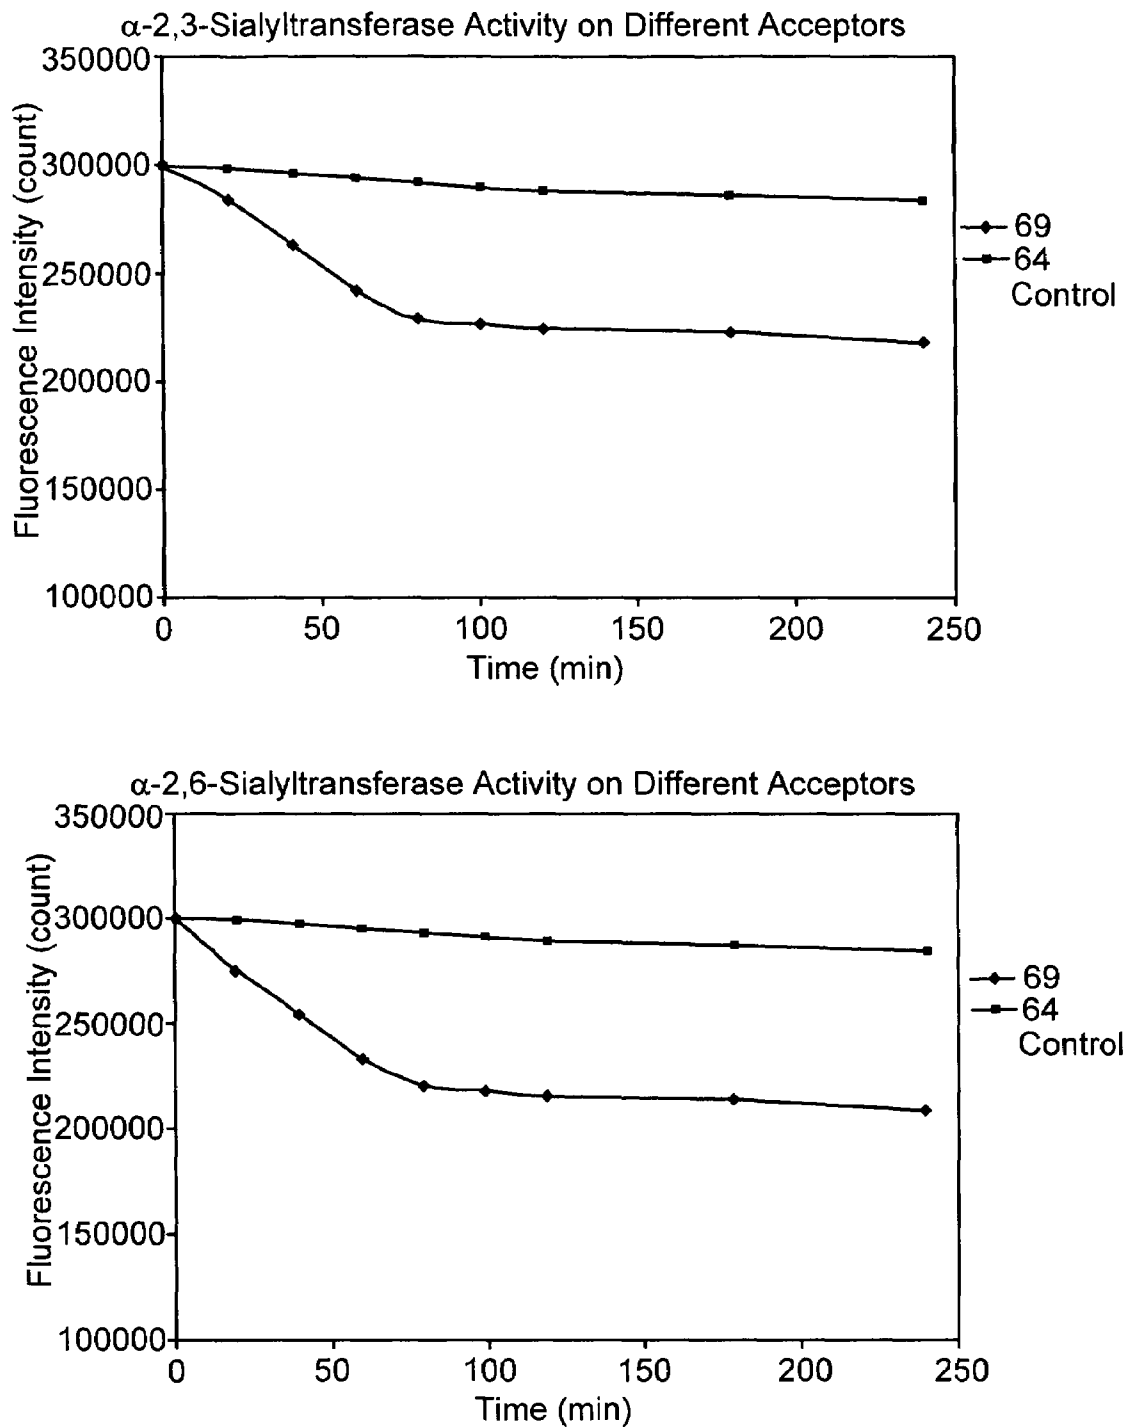 α-2,3-Sialyltransferase Activity on Different Acceptors
Fluorescence Intensity (count)
350000
300000
250000
200000
150000
100000
0 50 100 150 200 250
Time (min)
69
64
Control
α-2,6-Sialyltransferase Activity on Different Acceptors
Fluorescence Intensity (count)
350000
300000
250000
200000
150000
100000
0 50 100 150 200 250
Time (min)
69
64
Control